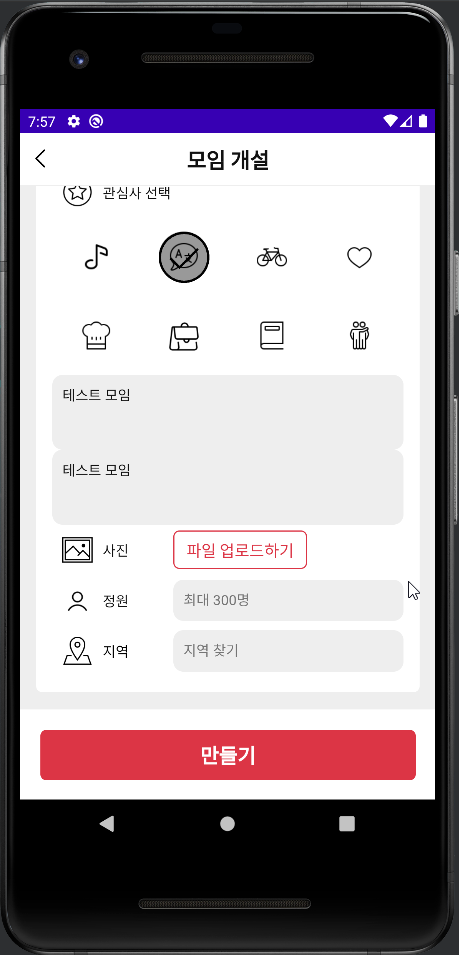 7:57
모임 개설
관심사 선택
테스트 모임
테스트 모임
사진
파일 업로드하기
정원
최대 300명
지역
지역 찾기
만들기